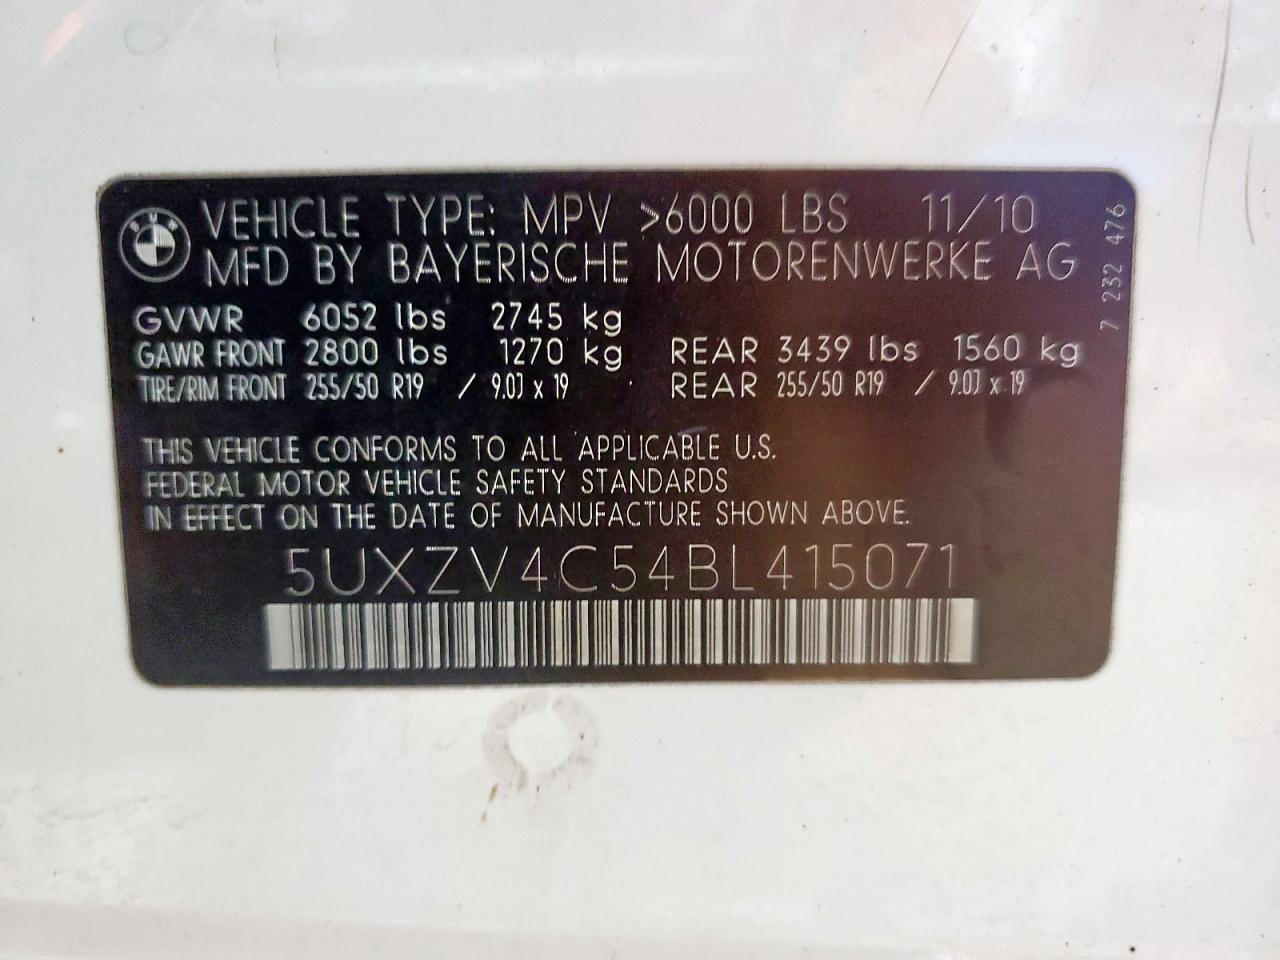 VEHICLE TYPE: MPV >6000 LBS 11/10
MFD BY BAYERISCHE MOTORENWERKE AG
GVWR 6052 lbs 2745 kg
GAWR FRONT 2800 lbs 1270 kg REAR 3439 lbs 1560 kg
TIRE/RIM FRONT 255/50 R19 / 9.0J x 19 REAR 255/50 R19 / 9.0J x 19
THIS VEHICLE CONFORMS TO ALL APPLICABLE U.S.
FEDERAL MOTOR VEHICLE SAFETY STANDARDS
IN EFFECT ON THE DATE OF MANUFACTURE SHOWN ABOVE.
5UXZV4C54BL415071
7 232 476